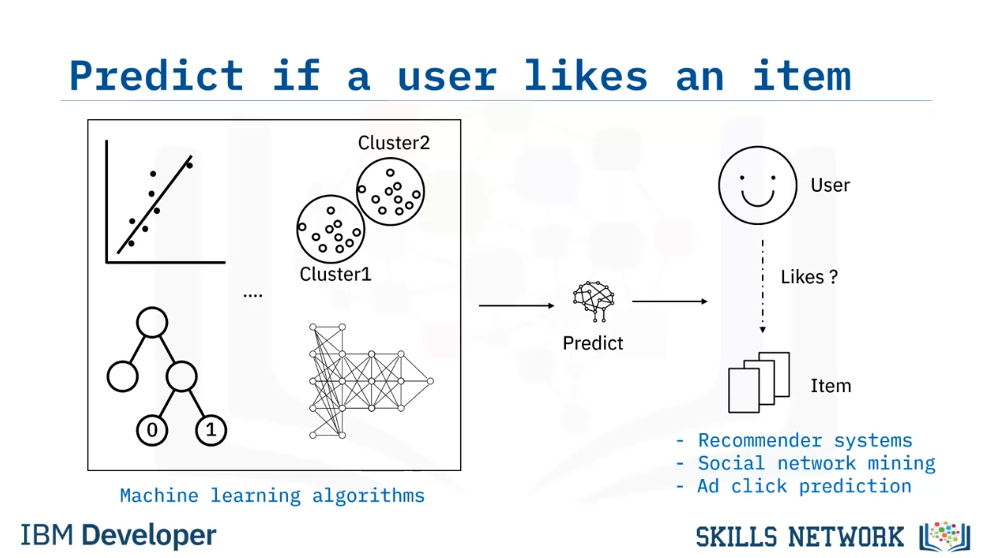 Predict if a user likes an item
Cluster2
Cluster1
....
0
1
Machine learning algorithms
Predict
User
Likes ?
Item
- Recommender systems
- Social network mining
- Ad click prediction
IBM Developer
SKILLS NETWORK